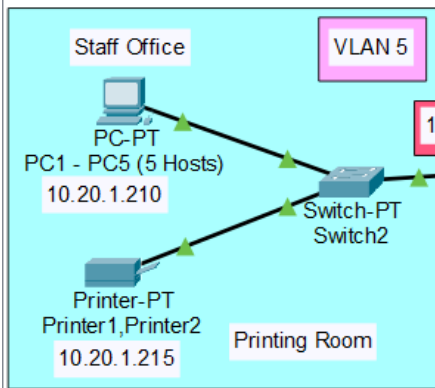 Staff Office
VLAN 5
PC-PT
PC1 - PC5 (5 Hosts)
10.20.1.210
1
Switch-PT
Switch2
Printer-PT
Printer1,Printer2
10.20.1.215
Printing Room